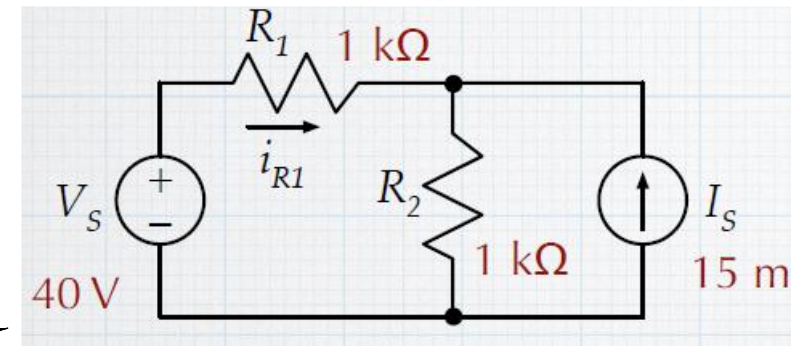 R1 1 kΩ
iR1
VS + − R2 IS
1 kΩ
40 V 15 m